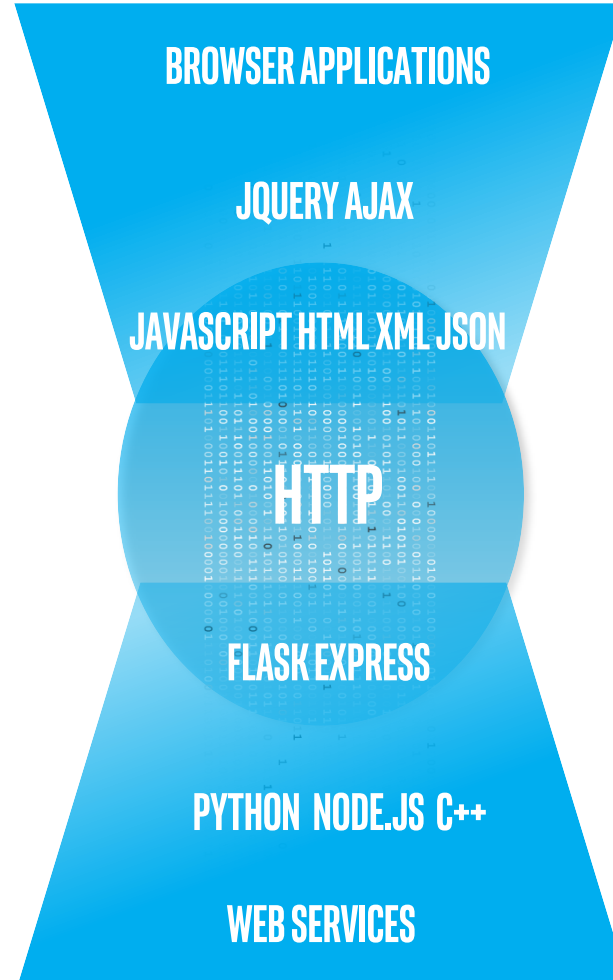 BROWSER APPLICATIONS
JQUERY AJAX
JAVASCRIPT HTML XML JSON
HTTP
FLASK EXPRESS
PYTHON NODE.JS C++
WEB SERVICES